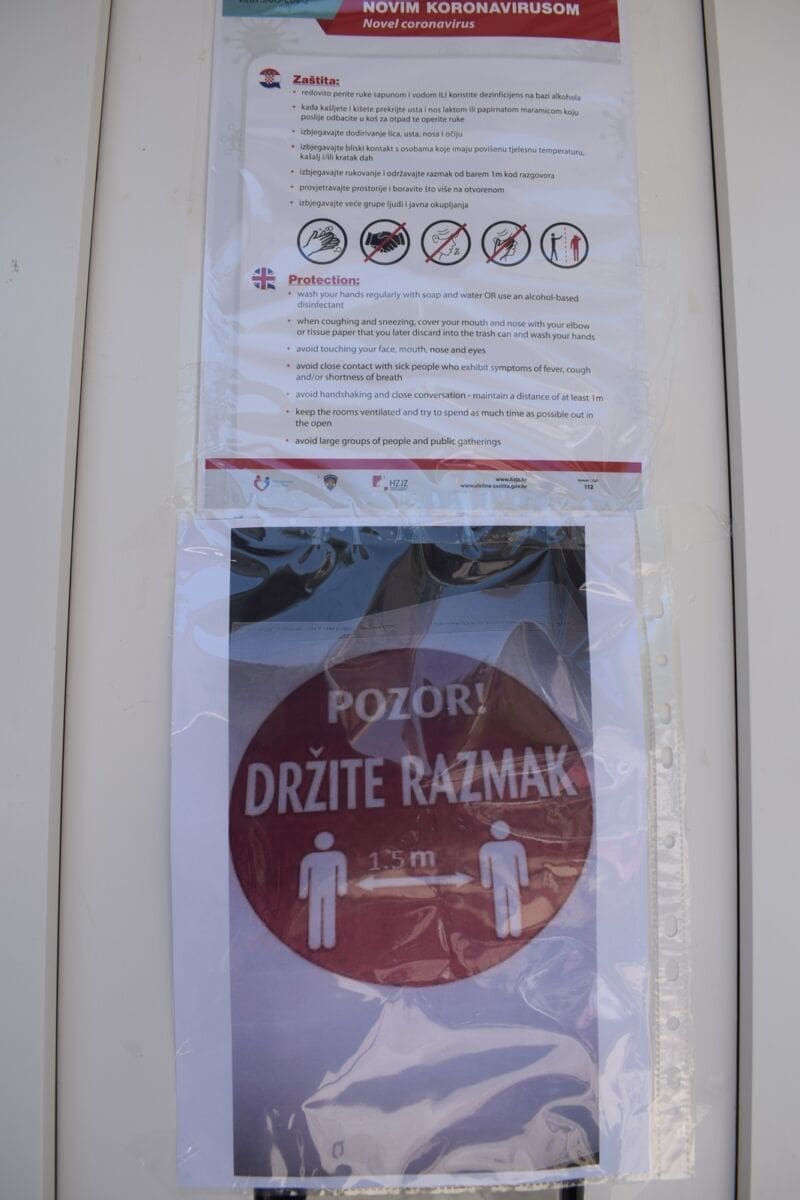 NOVIM KORONAVIRUSOM
Novel coronavirus
Zaštita:
• redovito perite ruke sapunom i vodom ILI koristite dezinficijens na bazi alkohola
• kada kašljete i kišete prekrijte usta i nos laktom ili papirnatom maramicom koju
poslije odbacite u koš za otpad te operite ruke
• izbjegavajte dodirivanje lica, usta, nosa i očiju
• izbjegavajte bliski kontakt s osobama koje imaju povišenu tjelesnu temperaturu,
kašalj i/ili kratak dah
• izbjegavajte rukovanje i održavajte razmak od barem 1m kod razgovora
• provjetravajte prostorije i boravite što više na otvorenom
• izbjegavajte veće grupe ljudi i javna okupljanja
Protection:
• wash your hands regularly with soap and water OR use an alcohol-based
disinfectant
• when coughing and sneezing, cover your mouth and nose with your elbow
or tissue paper that you later discard into the trash can and wash your hands
• avoid touching your face, mouth, nose and eyes
• avoid close contact with sick people who exhibit symptoms of fever, cough
and/or shortness of breath
• avoid handshaking and close conversation - maintain a distance of at least 1m
• keep the rooms ventilated and try to spend as much time as possible out in
the open
• avoid large groups of people and public gatherings
HZJZ
www.hzjz.hr
www.civilna-zastita.gov.hr
112
POZOR!
DRŽITE RAZMAK
1.5m